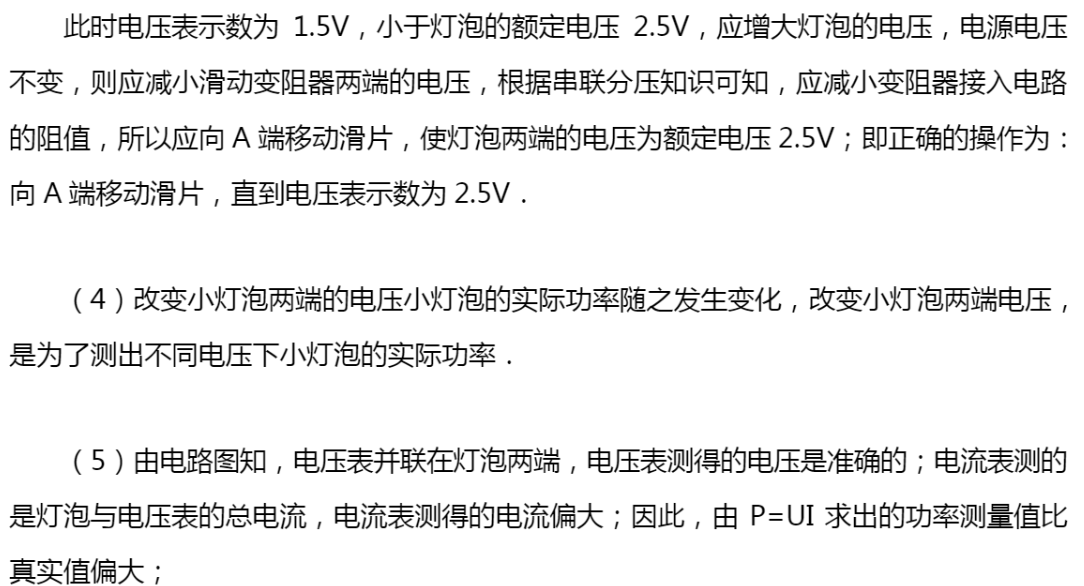 此时电压表示数为 1.5V，小于灯泡的额定电压 2.5V，应增大灯泡的电压，电源电压
不变，则应减小滑动变阻器两端的电压，根据串联分压知识可知，应减小变阻器接入电路
的阻值，所以应向 A 端移动滑片，使灯泡两端的电压为额定电压 2.5V；即正确的操作为：
向 A 端移动滑片，直到电压表示数为 2.5V．
（4）改变小灯泡两端的电压小灯泡的实际功率随之发生变化，改变小灯泡两端电压，
是为了测出不同电压下小灯泡的实际功率．
（5）由电路图知，电压表并联在灯泡两端，电压表测得的电压是准确的；电流表测的
是灯泡与电压表的总电流，电流表测得的电流偏大；因此，由 P=UI 求出的功率测量值比
真实值偏大；